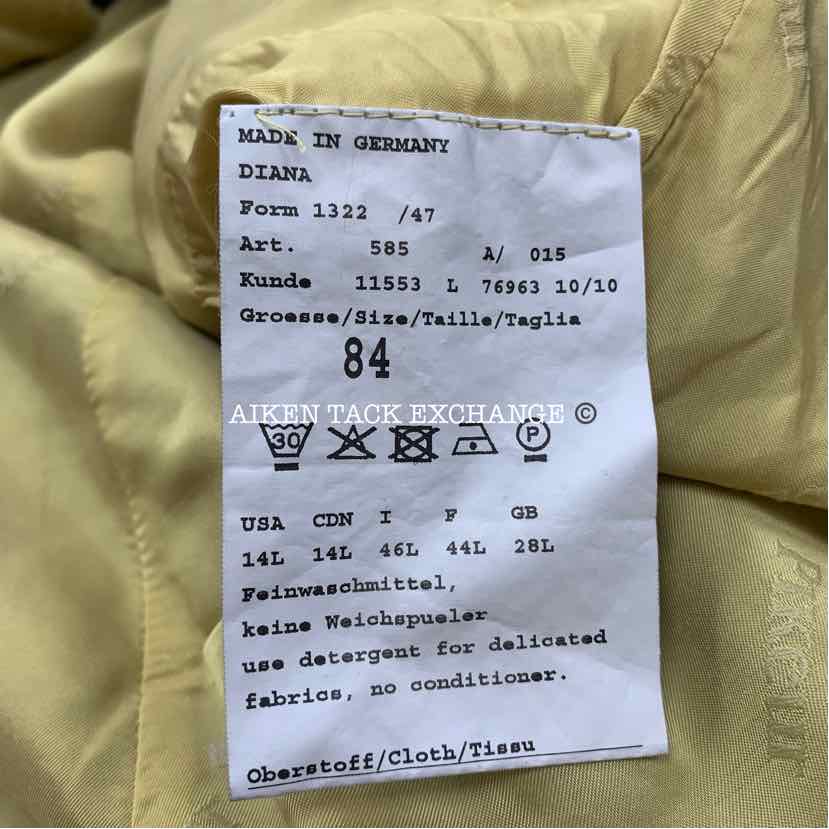 MADE IN GERMANY
DIANA
Form 1322 /47
Art. 585 A/ 015
Kunde 11553 L 76963 10/10
Groesse/Size/Taille/Taglia
84
AIKEN TACK EXCHANGE ©
30 P
USA CDN I F GB
14L 14L 46L 44L 28L
Feinwaschmittel,
keine Weichspueler
use detergent for delicated
fabrics, no conditioner.
Oberstoff/Cloth/Tissu
Pikeur